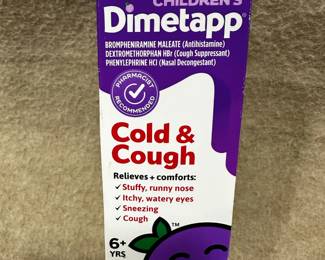 CHILDREN'S
Dimetapp®
BROMPHENIRAMINE MALEATE (Antihistamine)
DEXTROMETHORPHAN HBr (Cough Suppressant)
PHENYLEPHRINE HCl (Nasal Decongestant)
PHARMACIST
RECOMMENDED
Cold &
Cough
Relieves + comforts:
✓ Stuffy, runny nose
✓ Itchy, watery eyes
✓ Sneezing
✓ Cough
TM
6+
YRS